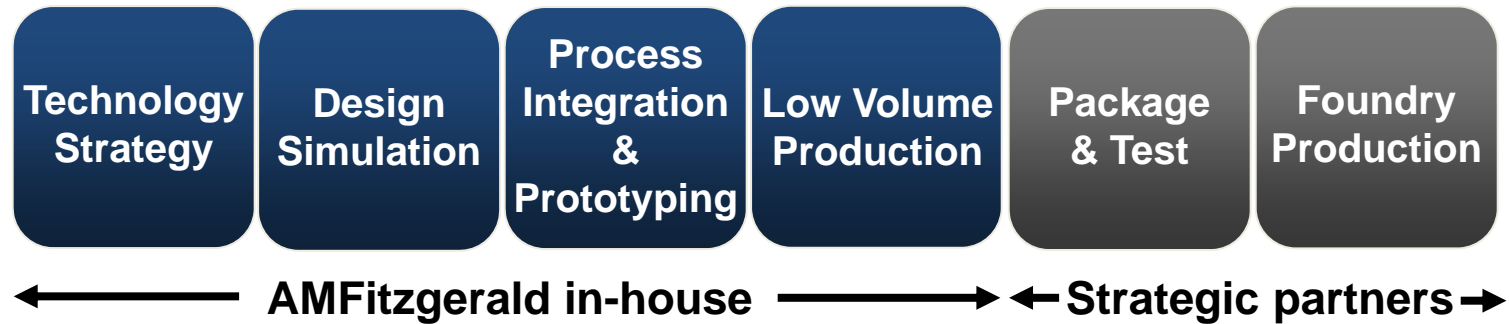 Technology
Strategy
Design
Simulation
Process
Integration
&
Prototyping
Low Volume
Production
Package
& Test
Foundry
Production
AMFitzgerald in-house
Strategic partners